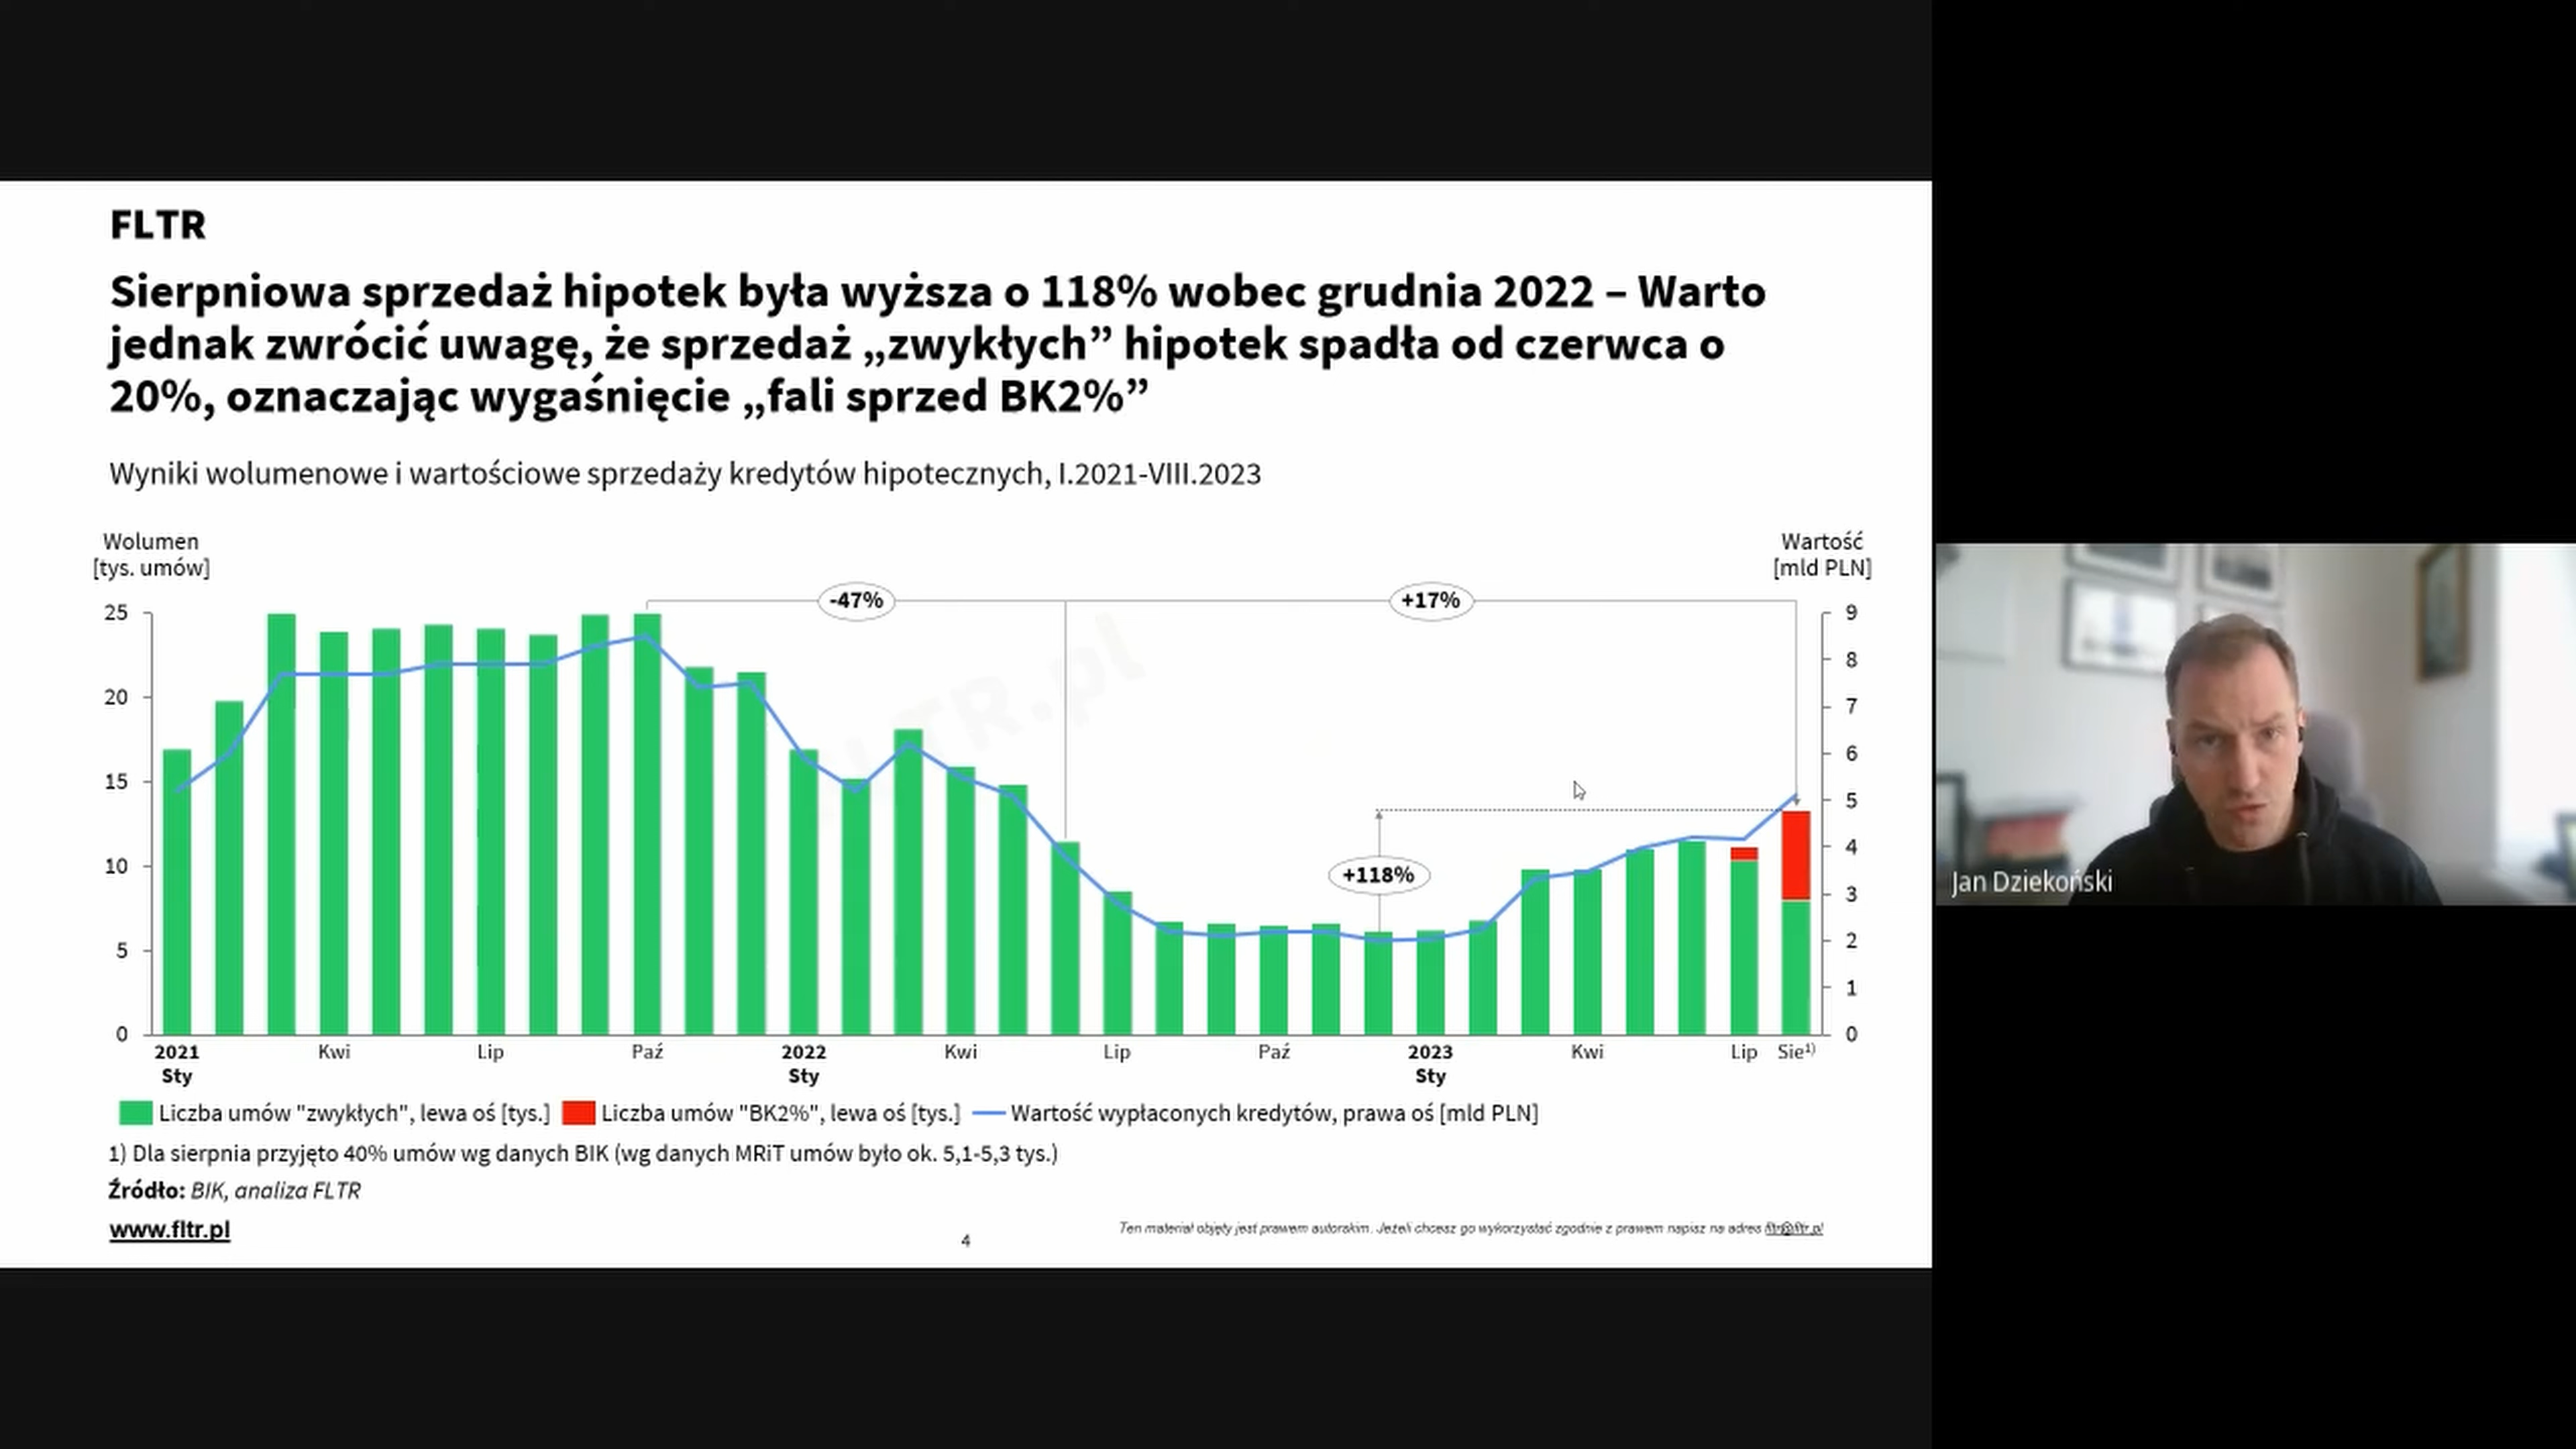 FLTR
Sierpniowa sprzedaż hipotek była wyższa o 118% wobec grudnia 2022 – Warto
jednak zwrócić uwagę, że sprzedaż „zwykłych” hipotek spadła od czerwca o
20%, oznaczając wygaśnięcie „fali sprzed BK2%”
Wyniki wolumenowe i wartościowe sprzedaży kredytów hipotecznych, I.2021-VIII.2023
Wolumen
[tys. umów]
Wartość
[mld PLN]
-47%
+17%
+118%
25
20
15
10
5
0
9
8
7
6
5
4
3
2
1
0
2021
Sty
Kwi
Lip
Paź
2022
Sty
Kwi
Lip
Paź
2023
Sty
Kwi
Lip
Sie¹⁾
Liczba umów "zwykłych", lewa oś [tys.]
Liczba umów "BK2%", lewa oś [tys.]
Wartość wypłaconych kredytów, prawa oś [mld PLN]
1) Dla sierpnia przyjęto 40% umów wg danych BIK (wg danych MRiT umów było ok. 5,1-5,3 tys.)
Źródło: BIK, analiza FLTR
www.fltr.pl
4
Ten materiał objęty jest prawem autorskim. Jeżeli chcesz go wykorzystać zgodnie z prawem napisz na adres fltr@fltr.pl
TR.pl
Jan Dziekoński